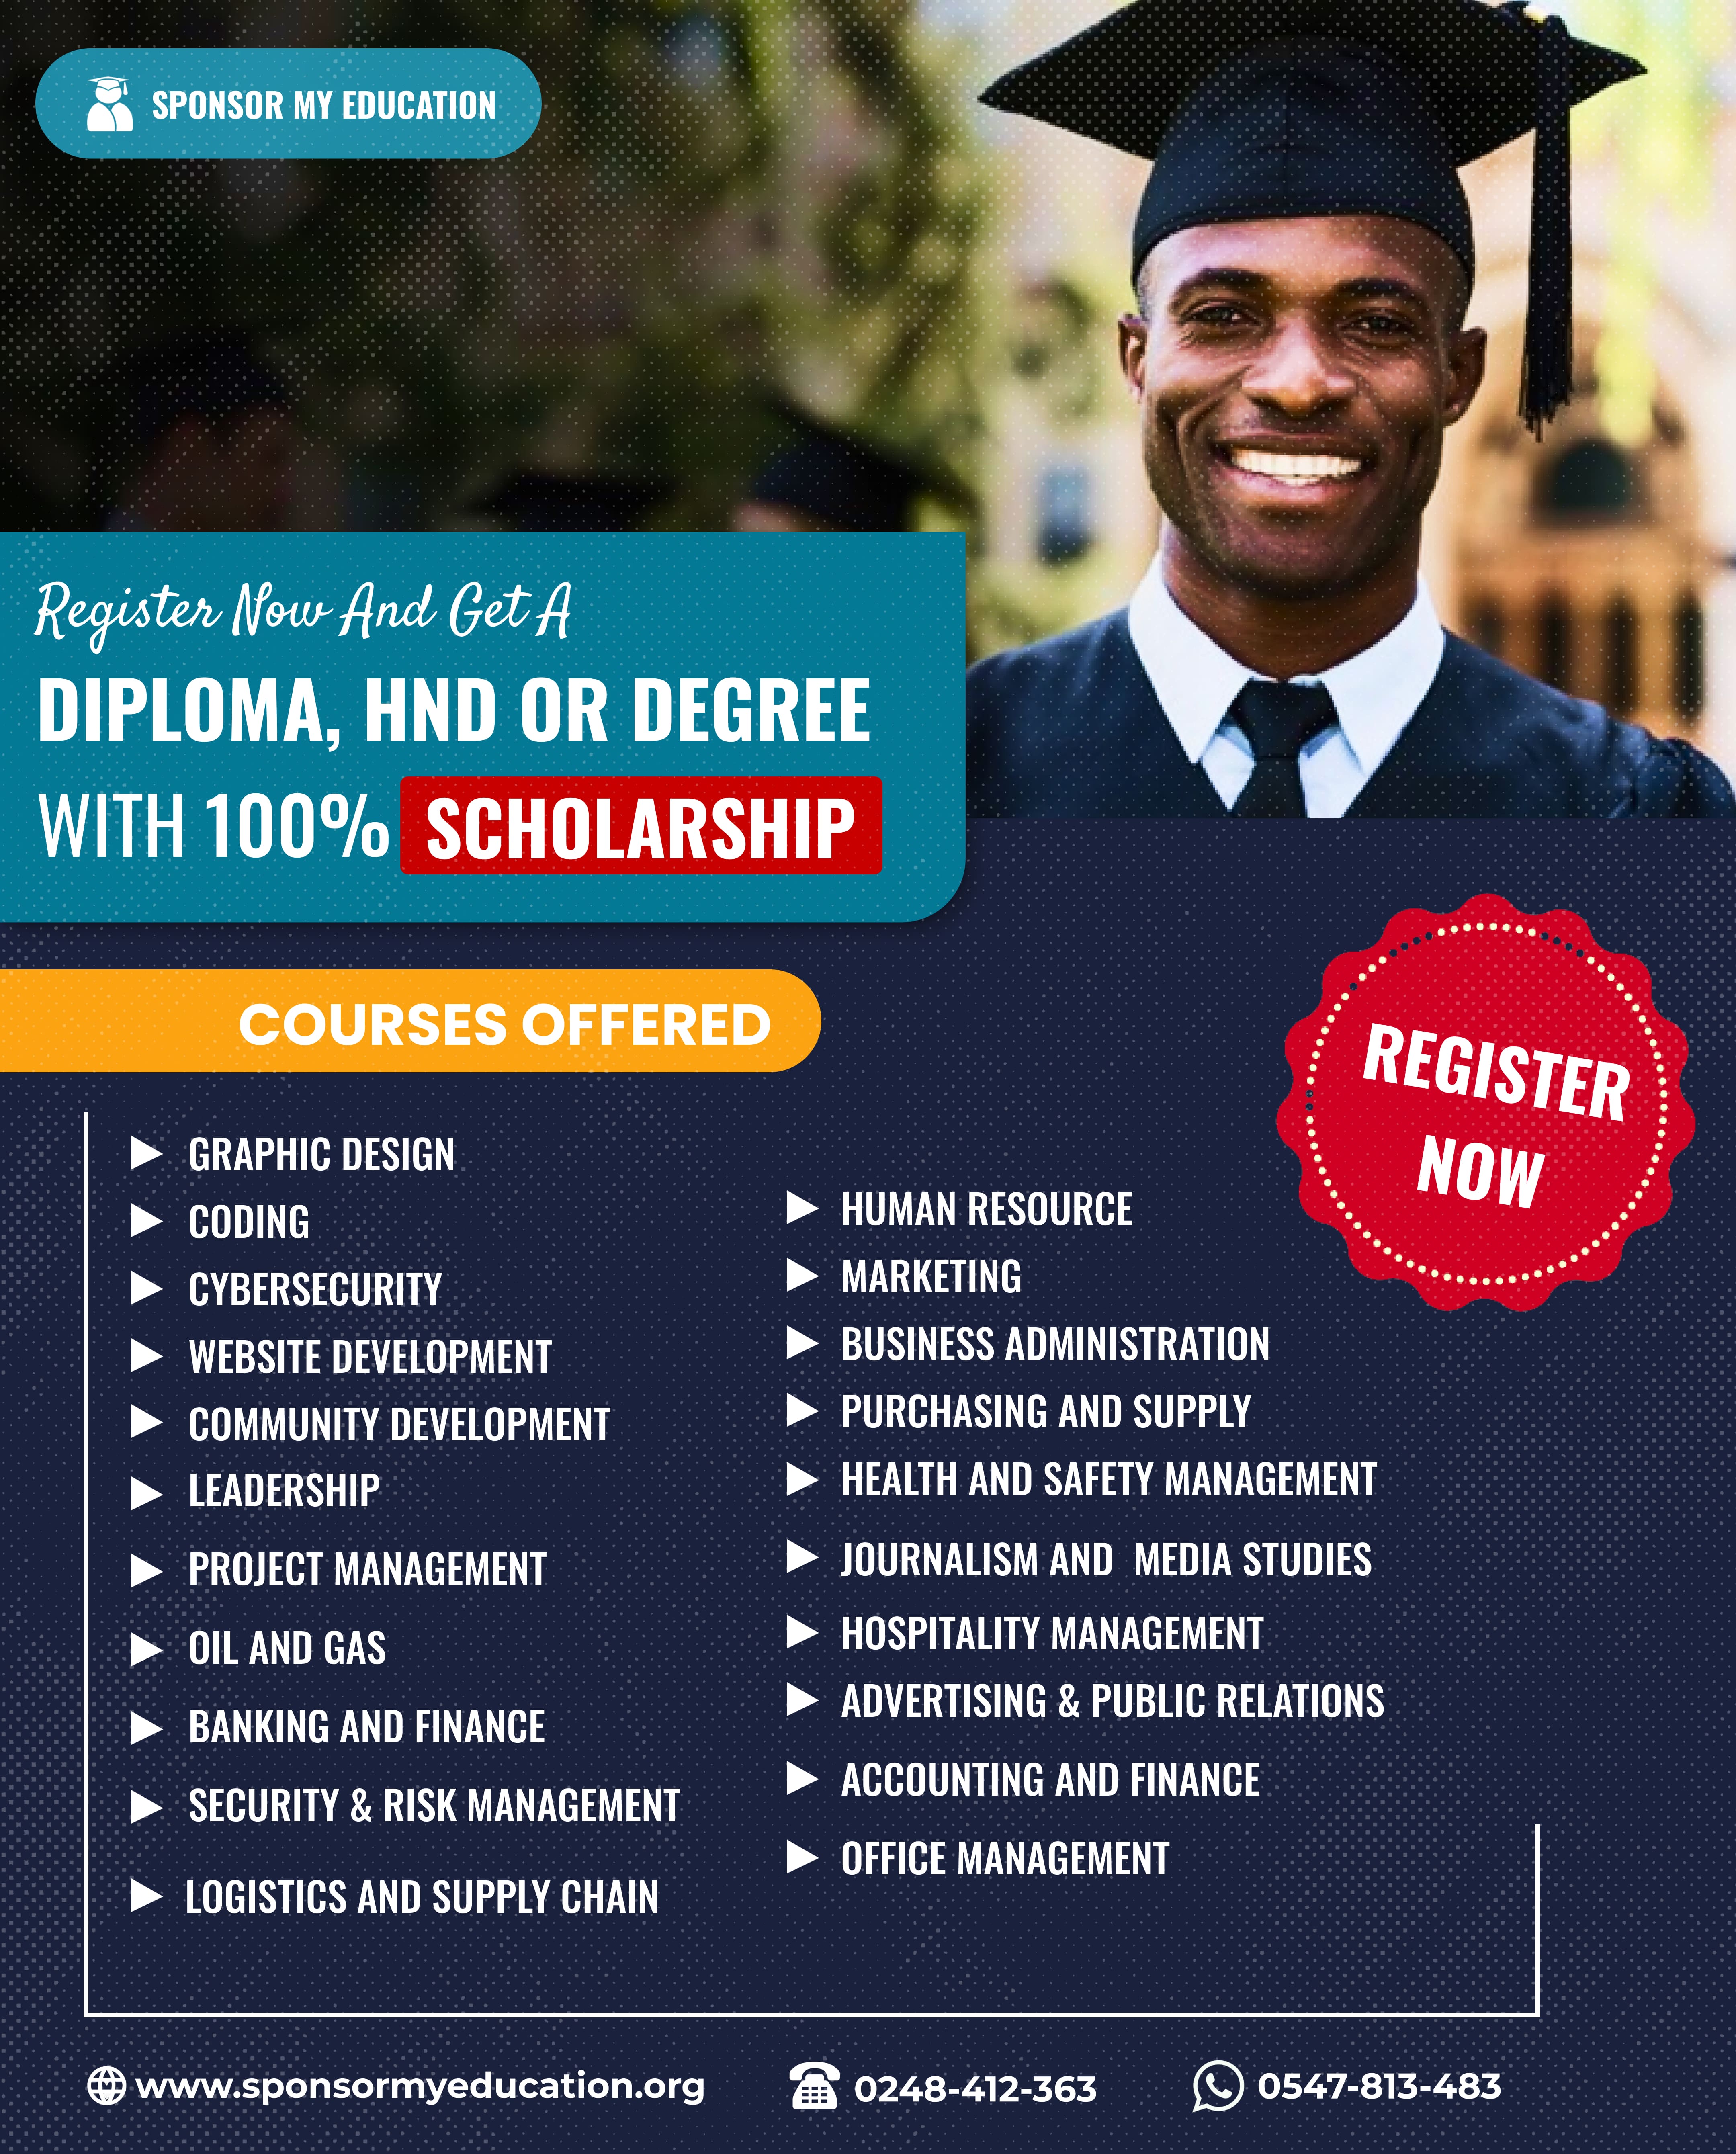 SPONSOR MY EDUCATION
Register Now And Get A
DIPLOMA, HND OR DEGREE
WITH 100% SCHOLARSHIP
COURSES OFFERED
REGISTER
NOW
GRAPHIC DESIGN
CODING
CYBERSECURITY
WEBSITE DEVELOPMENT
COMMUNITY DEVELOPMENT
LEADERSHIP
PROJECT MANAGEMENT
OIL AND GAS
BANKING AND FINANCE
SECURITY & RISK MANAGEMENT
LOGISTICS AND SUPPLY CHAIN
HUMAN RESOURCE
MARKETING
BUSINESS ADMINISTRATION
PURCHASING AND SUPPLY
HEALTH AND SAFETY MANAGEMENT
JOURNALISM AND MEDIA STUDIES
HOSPITALITY MANAGEMENT
ADVERTISING & PUBLIC RELATIONS
ACCOUNTING AND FINANCE
OFFICE MANAGEMENT
www.sponsormyeducation.org
0248-412-363
0547-813-483